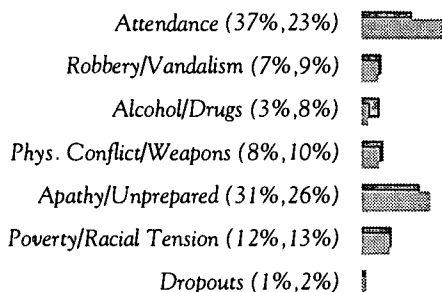 Attendance (37%,23%)
Robbery/Vandalism (7%,9%)
Alcohol/Drugs (3%,8%)
Phys. Conflict/Weapons (8%,10%)
Apathy/Unprepared (31%,26%)
Poverty/Racial Tension (12%,13%)
Dropouts (1%,2%)